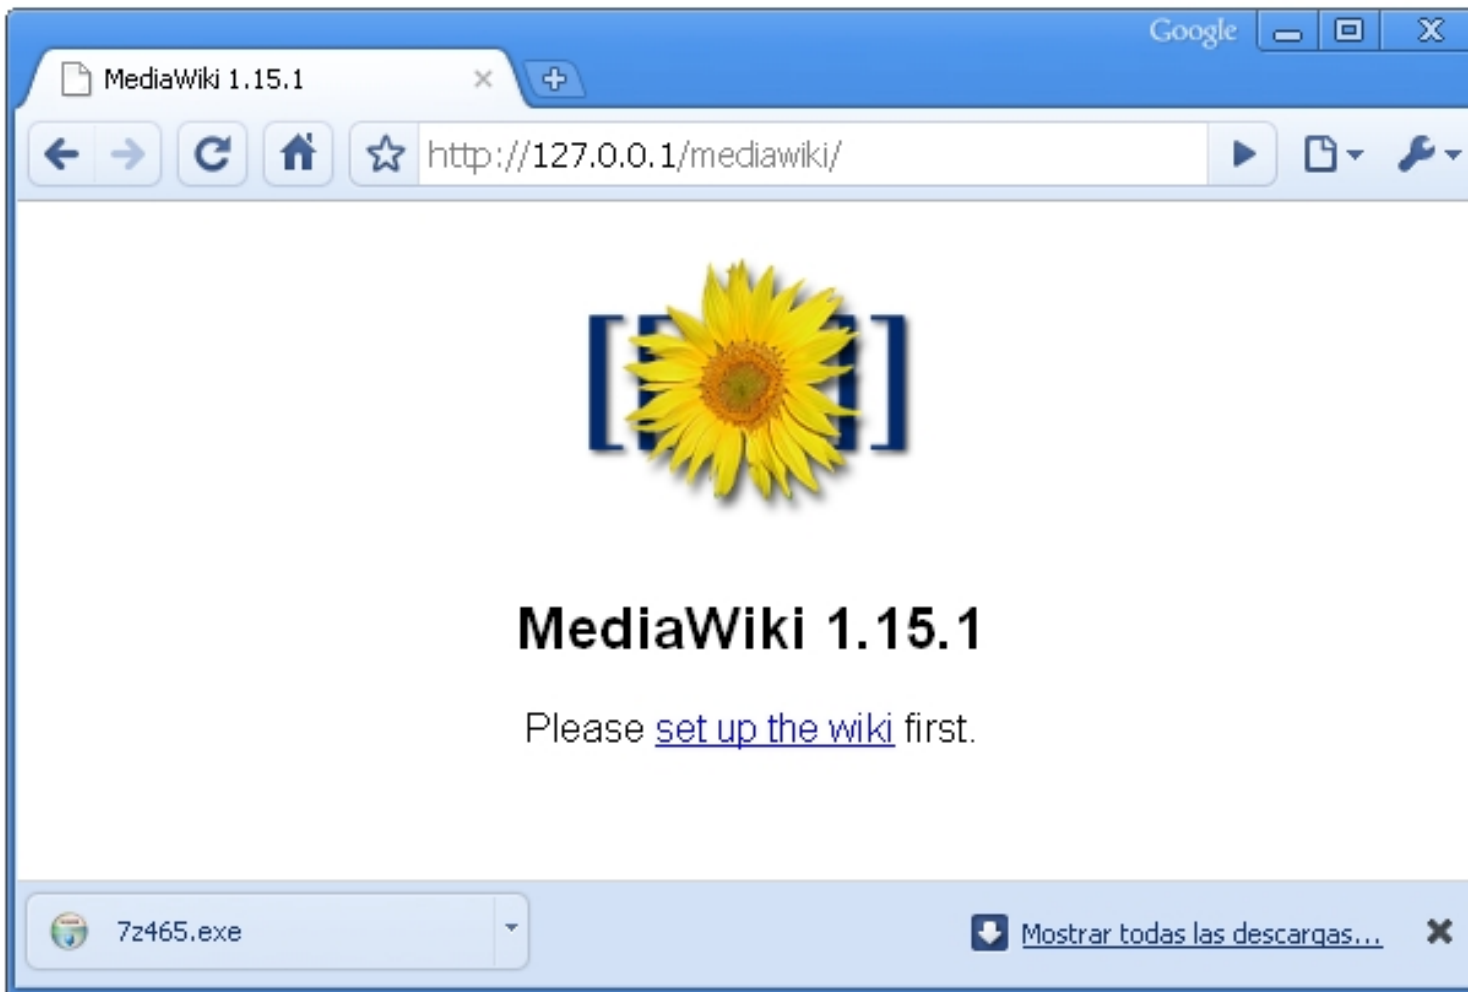 Google
MediaWiki 1.15.1
http://127.0.0.1/mediawiki/
[[ ]]
MediaWiki 1.15.1
Please set up the wiki first.
7z465.exe
Mostrar todas las descargas...